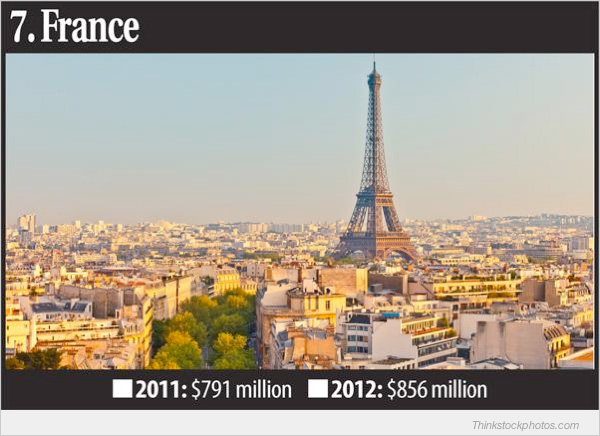 7. France
2011: $791 million 2012: $856 million
Thinkstockphotos.com